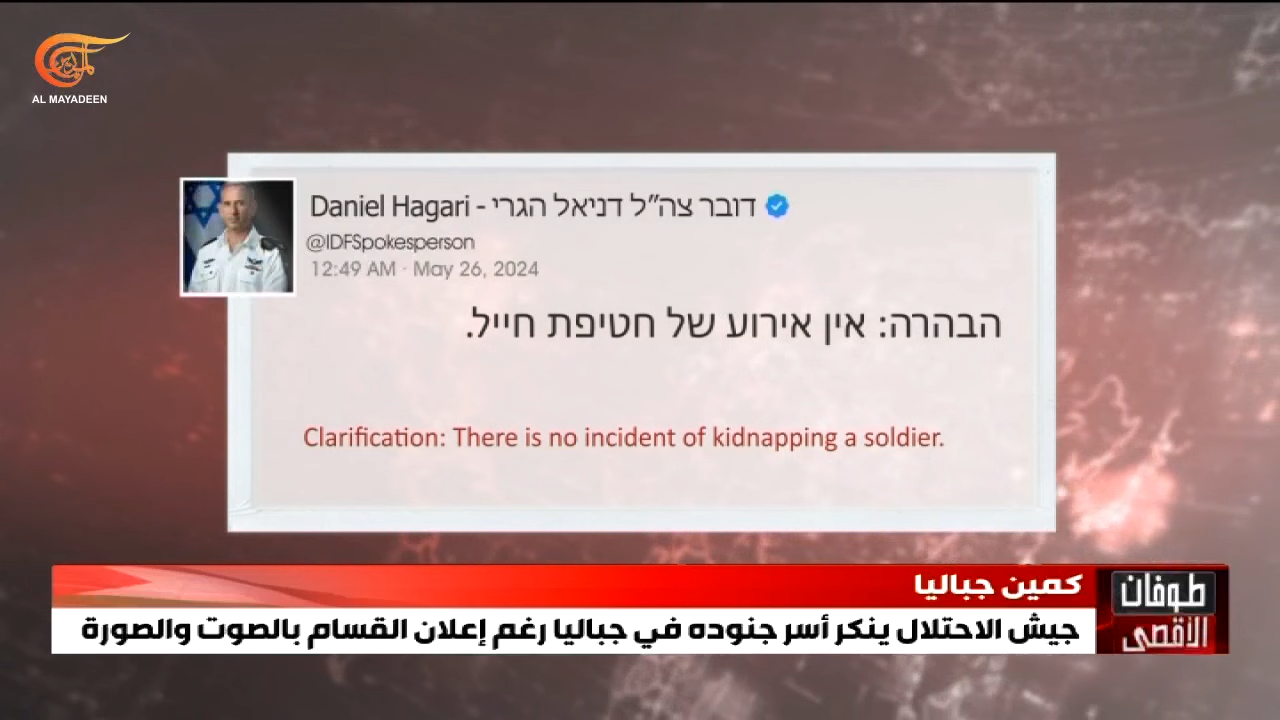 AL MAYADEEN
Daniel Hagari - דובר צה״ל דניאל הגרי
@IDFSpokesperson
12:49 AM · May 26, 2024
הבהרה: אין אירוע של חטיפת חייל.
Clarification: There is no incident of kidnapping a soldier.
كمين جباليا
جيش الاحتلال ينكر أسر جنوده في جباليا رغم إعلان القسام بالصوت والصورة
طوفان
الأقصى